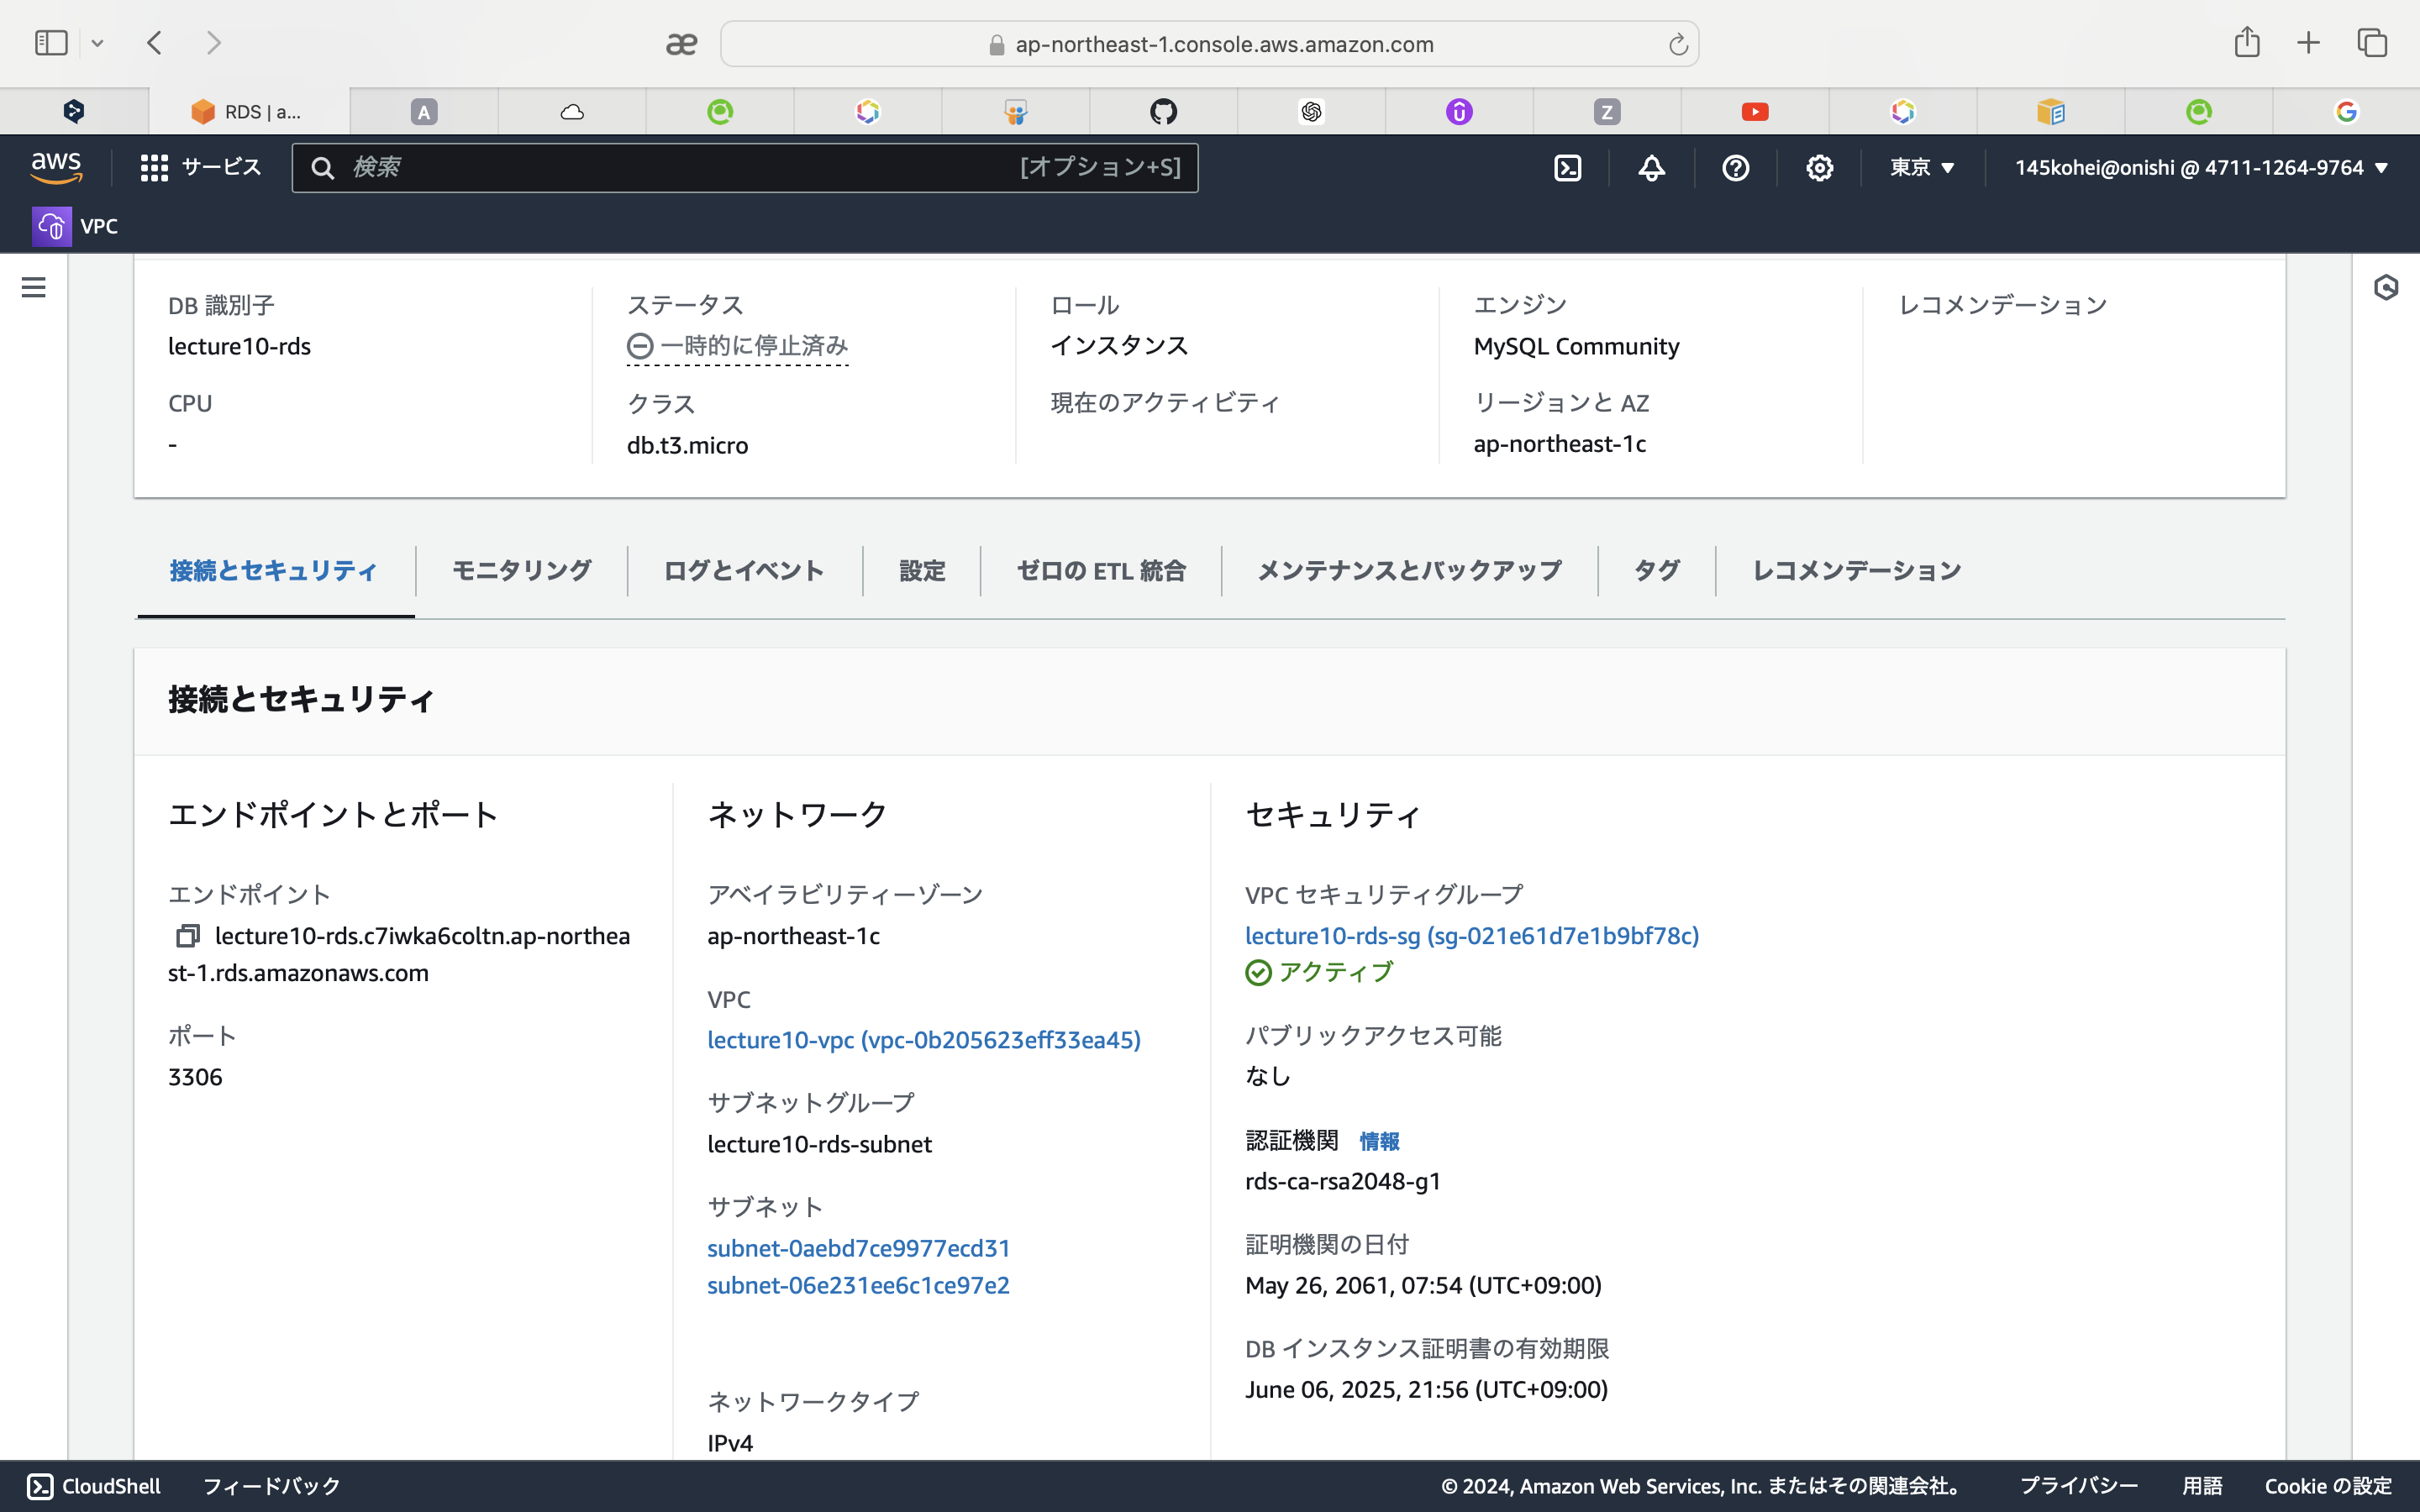 ap-northeast-1.console.aws.amazon.com
RDS | a...
A
Z
aws
サービス
検索
[オプション+S]
東京
145kohei@onishi @ 4711-1264-9764
VPC
DB 識別子
lecture10-rds
ステータス
一時的に停止済み
ロール
インスタンス
エンジン
MySQL Community
レコメンデーション
CPU
-
クラス
db.t3.micro
現在のアクティビティ
リージョンと AZ
ap-northeast-1c
接続とセキュリティ
モニタリング
ログとイベント
設定
ゼロの ETL 統合
メンテナンスとバックアップ
タグ
レコメンデーション
接続とセキュリティ
エンドポイントとポート
エンドポイント
lecture10-rds.c7iwka6coltn.ap-northea
st-1.rds.amazonaws.com
ポート
3306
ネットワーク
アベイラビリティーゾーン
ap-northeast-1c
VPC
lecture10-vpc (vpc-0b205623eff33ea45)
サブネットグループ
lecture10-rds-subnet
サブネット
subnet-0aebd7ce9977ecd31
subnet-06e231ee6c1ce97e2
ネットワークタイプ
IPv4
セキュリティ
VPC セキュリティグループ
lecture10-rds-sg (sg-021e61d7e1b9bf78c)
アクティブ
パブリックアクセス可能
なし
認証機関 情報
rds-ca-rsa2048-g1
証明機関の日付
May 26, 2061, 07:54 (UTC+09:00)
DB インスタンス証明書の有効期限
June 06, 2025, 21:56 (UTC+09:00)
CloudShell
フィードバック
© 2024, Amazon Web Services, Inc. またはその関連会社。
プライバシー
用語
Cookie の設定